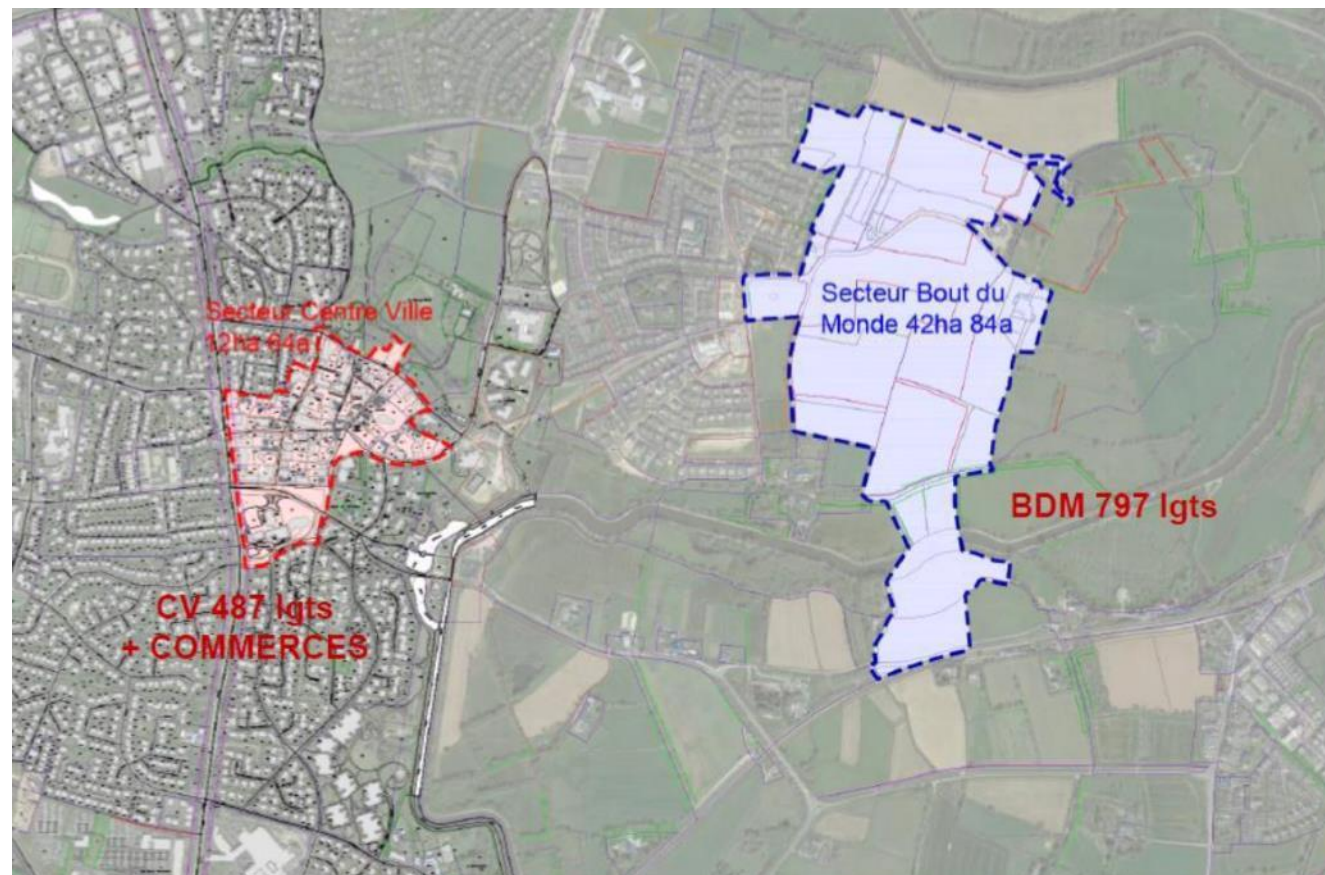 Secteur Centre Ville
12ha 64a
Secteur Bout du
Monde 42ha 84a
BDM 797 lgts
CV 487 lgts
+ COMMERCES